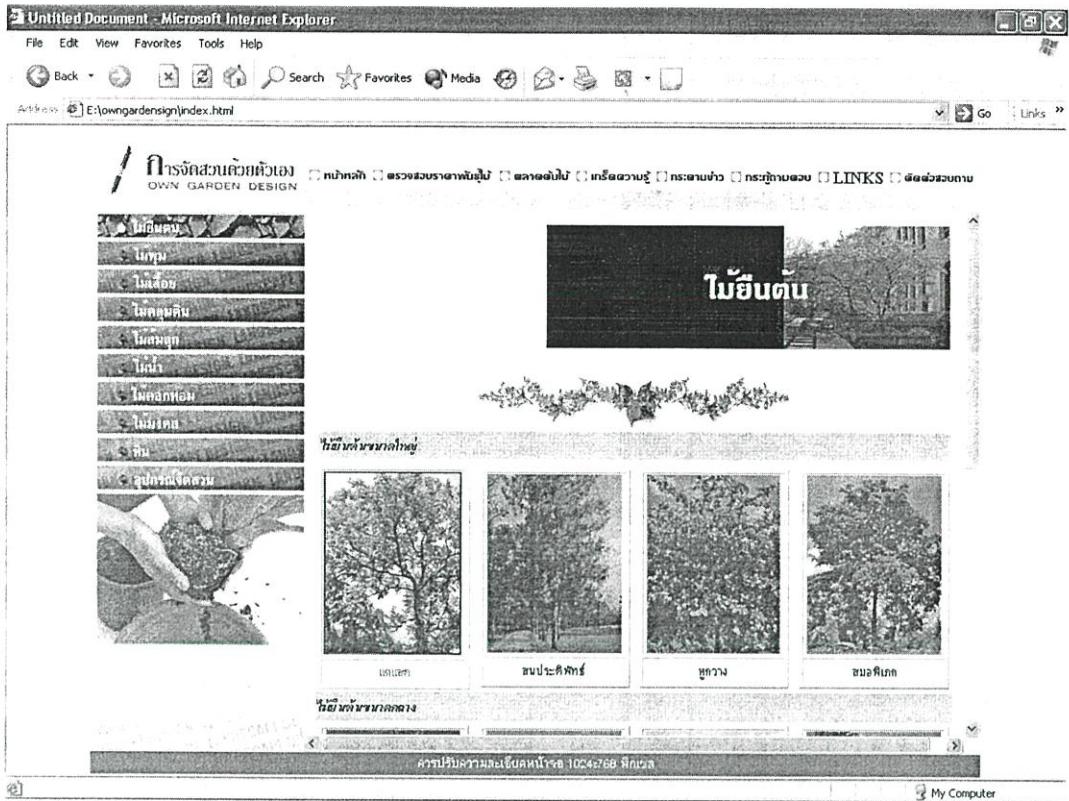 Untitled Document - Microsoft Internet Explorer
File Edit View Favorites Tools Help
Back Search Favorites Media
Address E:\owngardensign\index.html Go Links »
การจัดสวนด้วยตัวเอง
OWN GARDEN DESIGN
หน้าหลัก ตรวจสอบราคาพันธุ์ไม้ ตลาดต้นไม้ เกร็ดความรู้ กระดานข่าว กระทู้ถามตอบ LINKS ติดต่อสอบถาม
ไม้ยืนต้น
ไม้พุ่ม
ไม้เลื้อย
ไม้คลุมดิน
ไม้ล้มลุก
ไม้น้ำ
ไม้ดอกหอม
ไม้มงคล
หิน
อุปกรณ์จัดสวน
ไม้ยืนต้น
ไม้ยืนต้นขนาดใหญ่
สนประดิพัทธ์ หูกวาง สมอพิเภก
ไม้ยืนต้นขนาดกลาง
ควรปรับความละเอียดหน้าจอ 1024x768 พิกเซล
My Computer